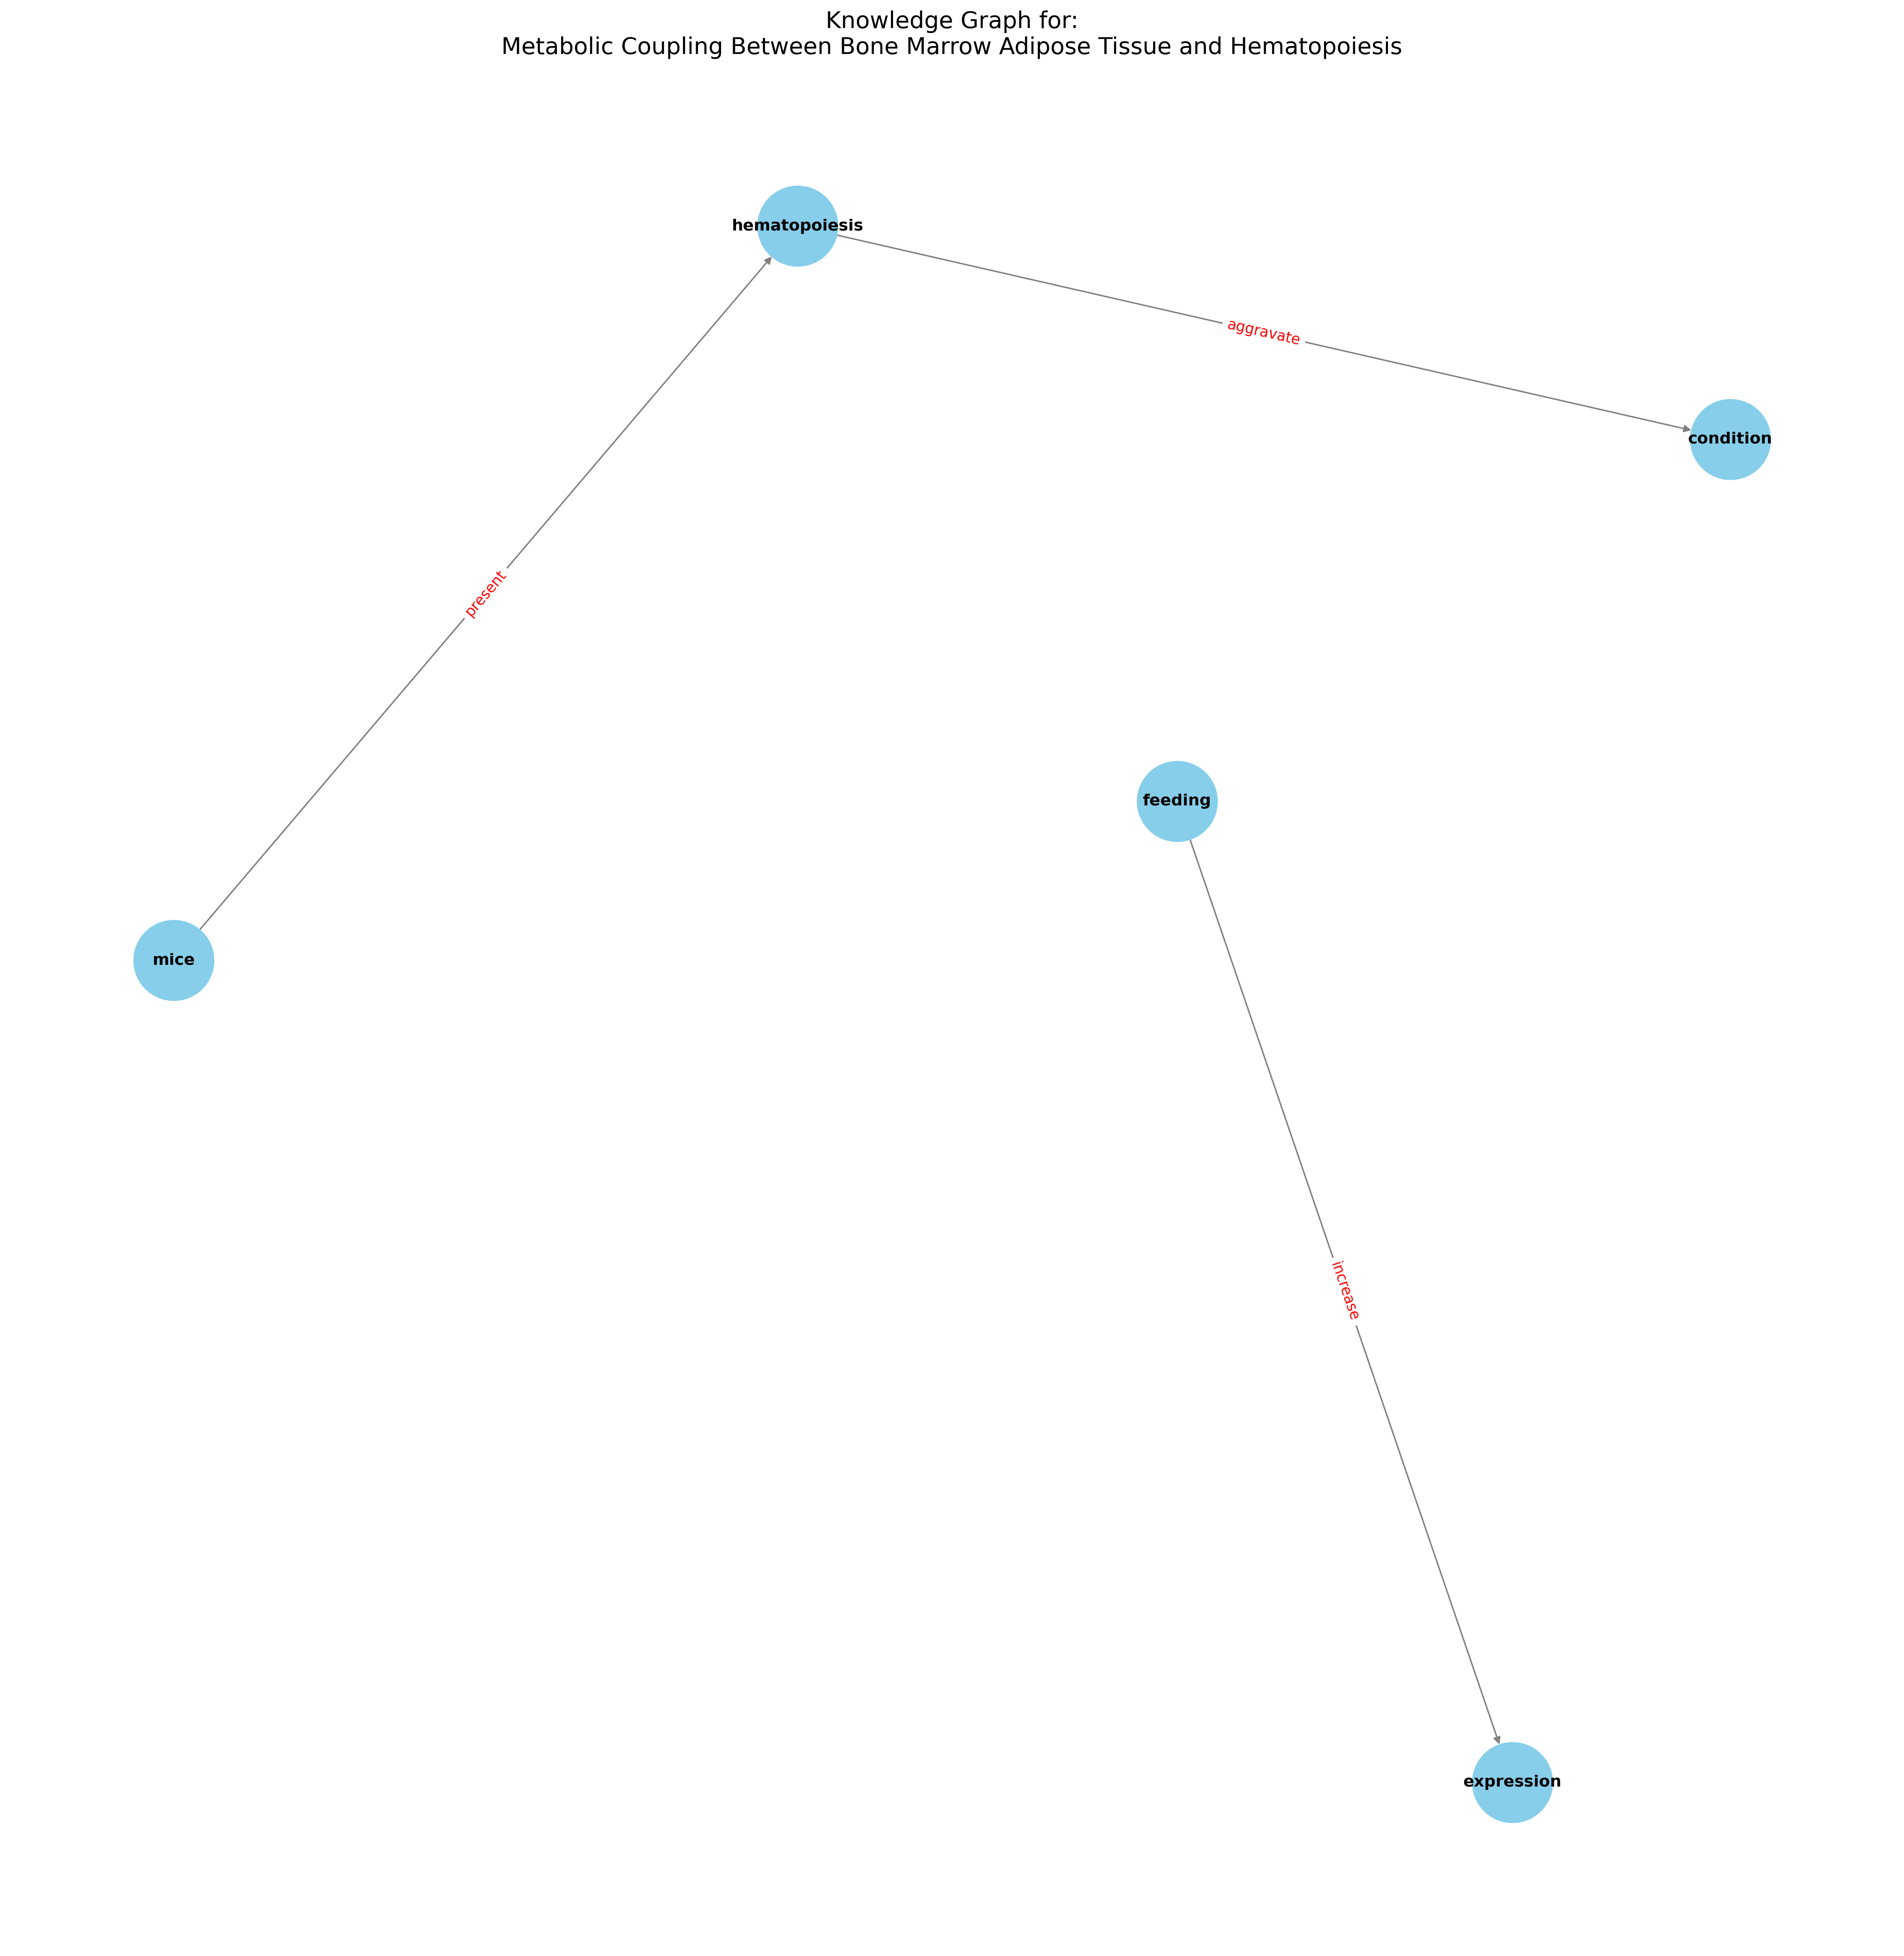 Knowledge Graph for:
Metabolic Coupling Between Bone Marrow Adipose Tissue and Hematopoiesis
hematopoiesis
aggravate
condition
present
feeding
mice
increase
expression